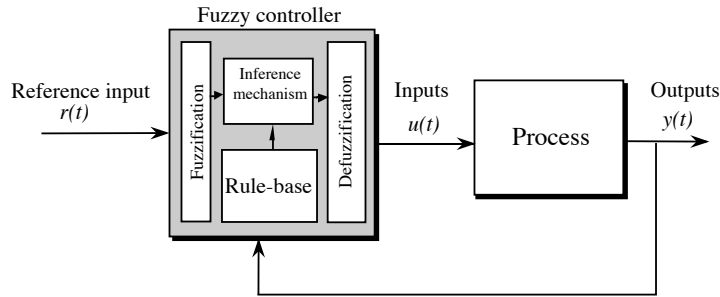 Fuzzy controller
Reference input
r(t)
Fuzzification
Inference
mechanism
Rule-base
Defuzzification
Inputs
u(t)
Process
Outputs
y(t)